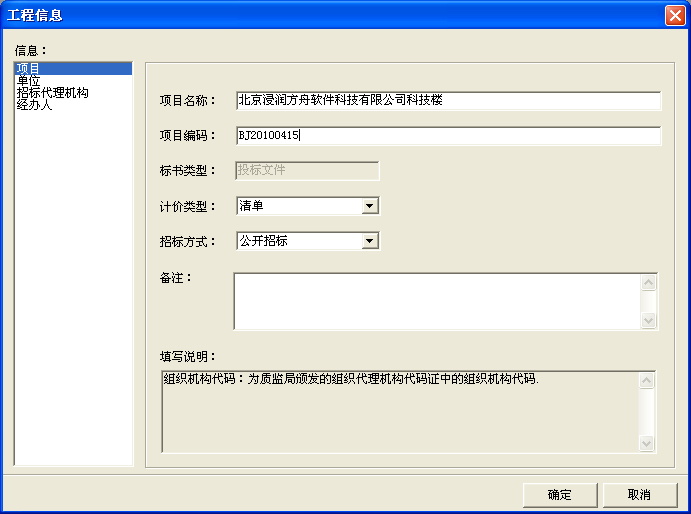 工程信息
信息：
项目
单位
招标代理机构
经办人
项目名称： 北京浸润方舟软件科技有限公司科技楼
项目编码： BJ20100415
标书类型： 投标文件
计价类型： 清单
招标方式： 公开招标
备注：
填写说明：
组织机构代码：为质监局颁发的组织代理机构代码证中的组织机构代码.
确定 取消